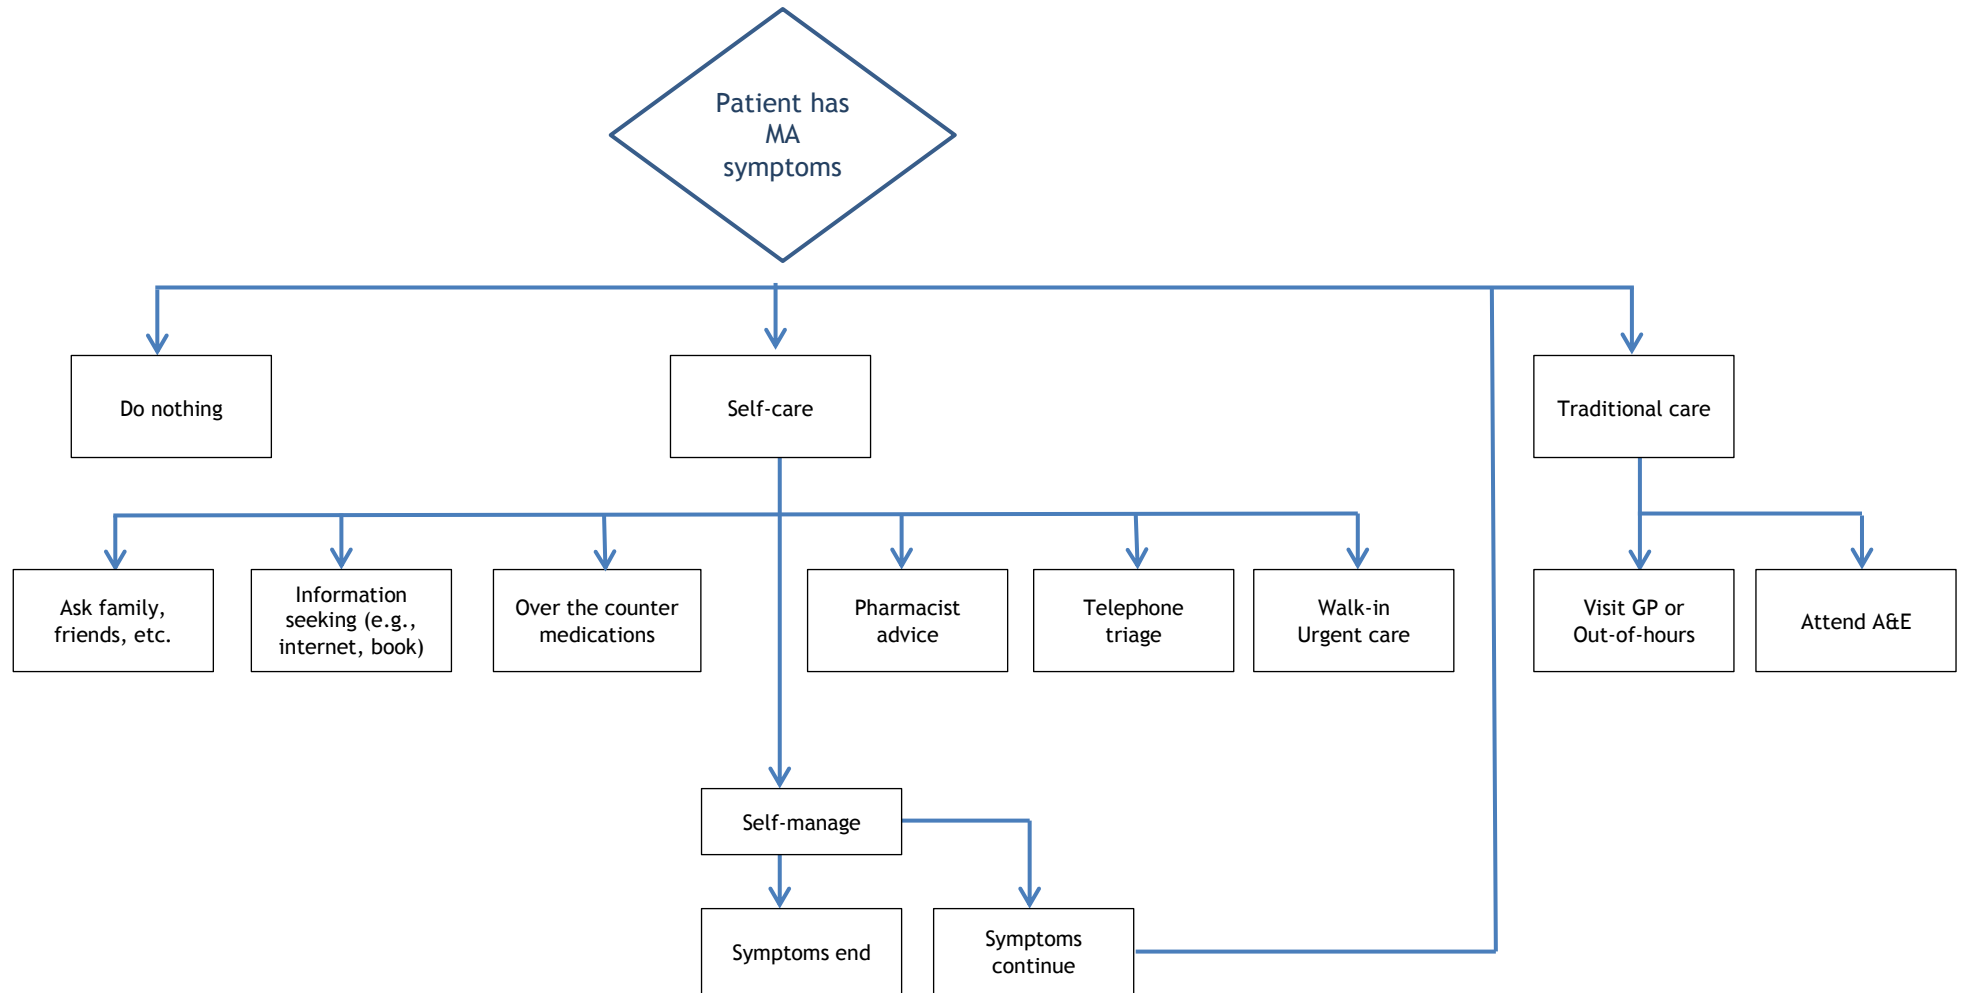 Patient has
MA
symptoms
Do nothing
Self-care
Traditional care
Ask family,
friends, etc.
Information
seeking (e.g.,
internet, book)
Over the counter
medications
Pharmacist
advice
Telephone
triage
Walk-in
Urgent care
Visit GP or
Out-of-hours
Attend A&E
Self-manage
Symptoms end
Symptoms
continue